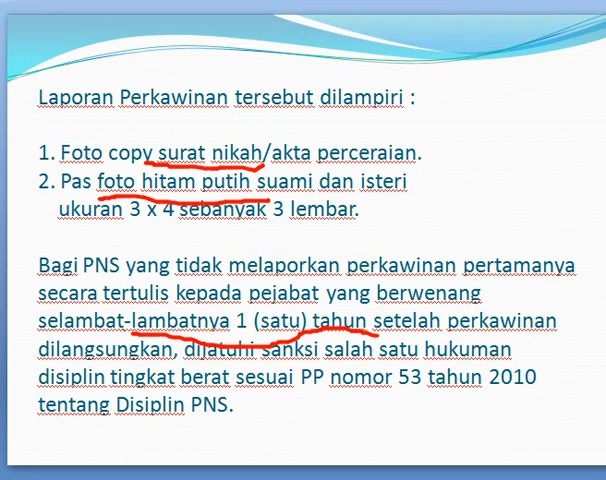 Laporan Perkawinan tersebut dilampiri :
1. Foto copy surat nikah/akta perceraian.
2. Pas foto hitam putih suami dan isteri
ukuran 3 x 4 sebanyak 3 lembar.
Bagi PNS yang tidak melaporkan perkawinan pertamanya
secara tertulis kepada pejabat yang berwenang
selambat-lambatnya 1 (satu) tahun setelah perkawinan
dilangsungkan, dijatuhi sanksi salah satu hukuman
disiplin tingkat berat sesuai PP nomor 53 tahun 2010
tentang Disiplin PNS.